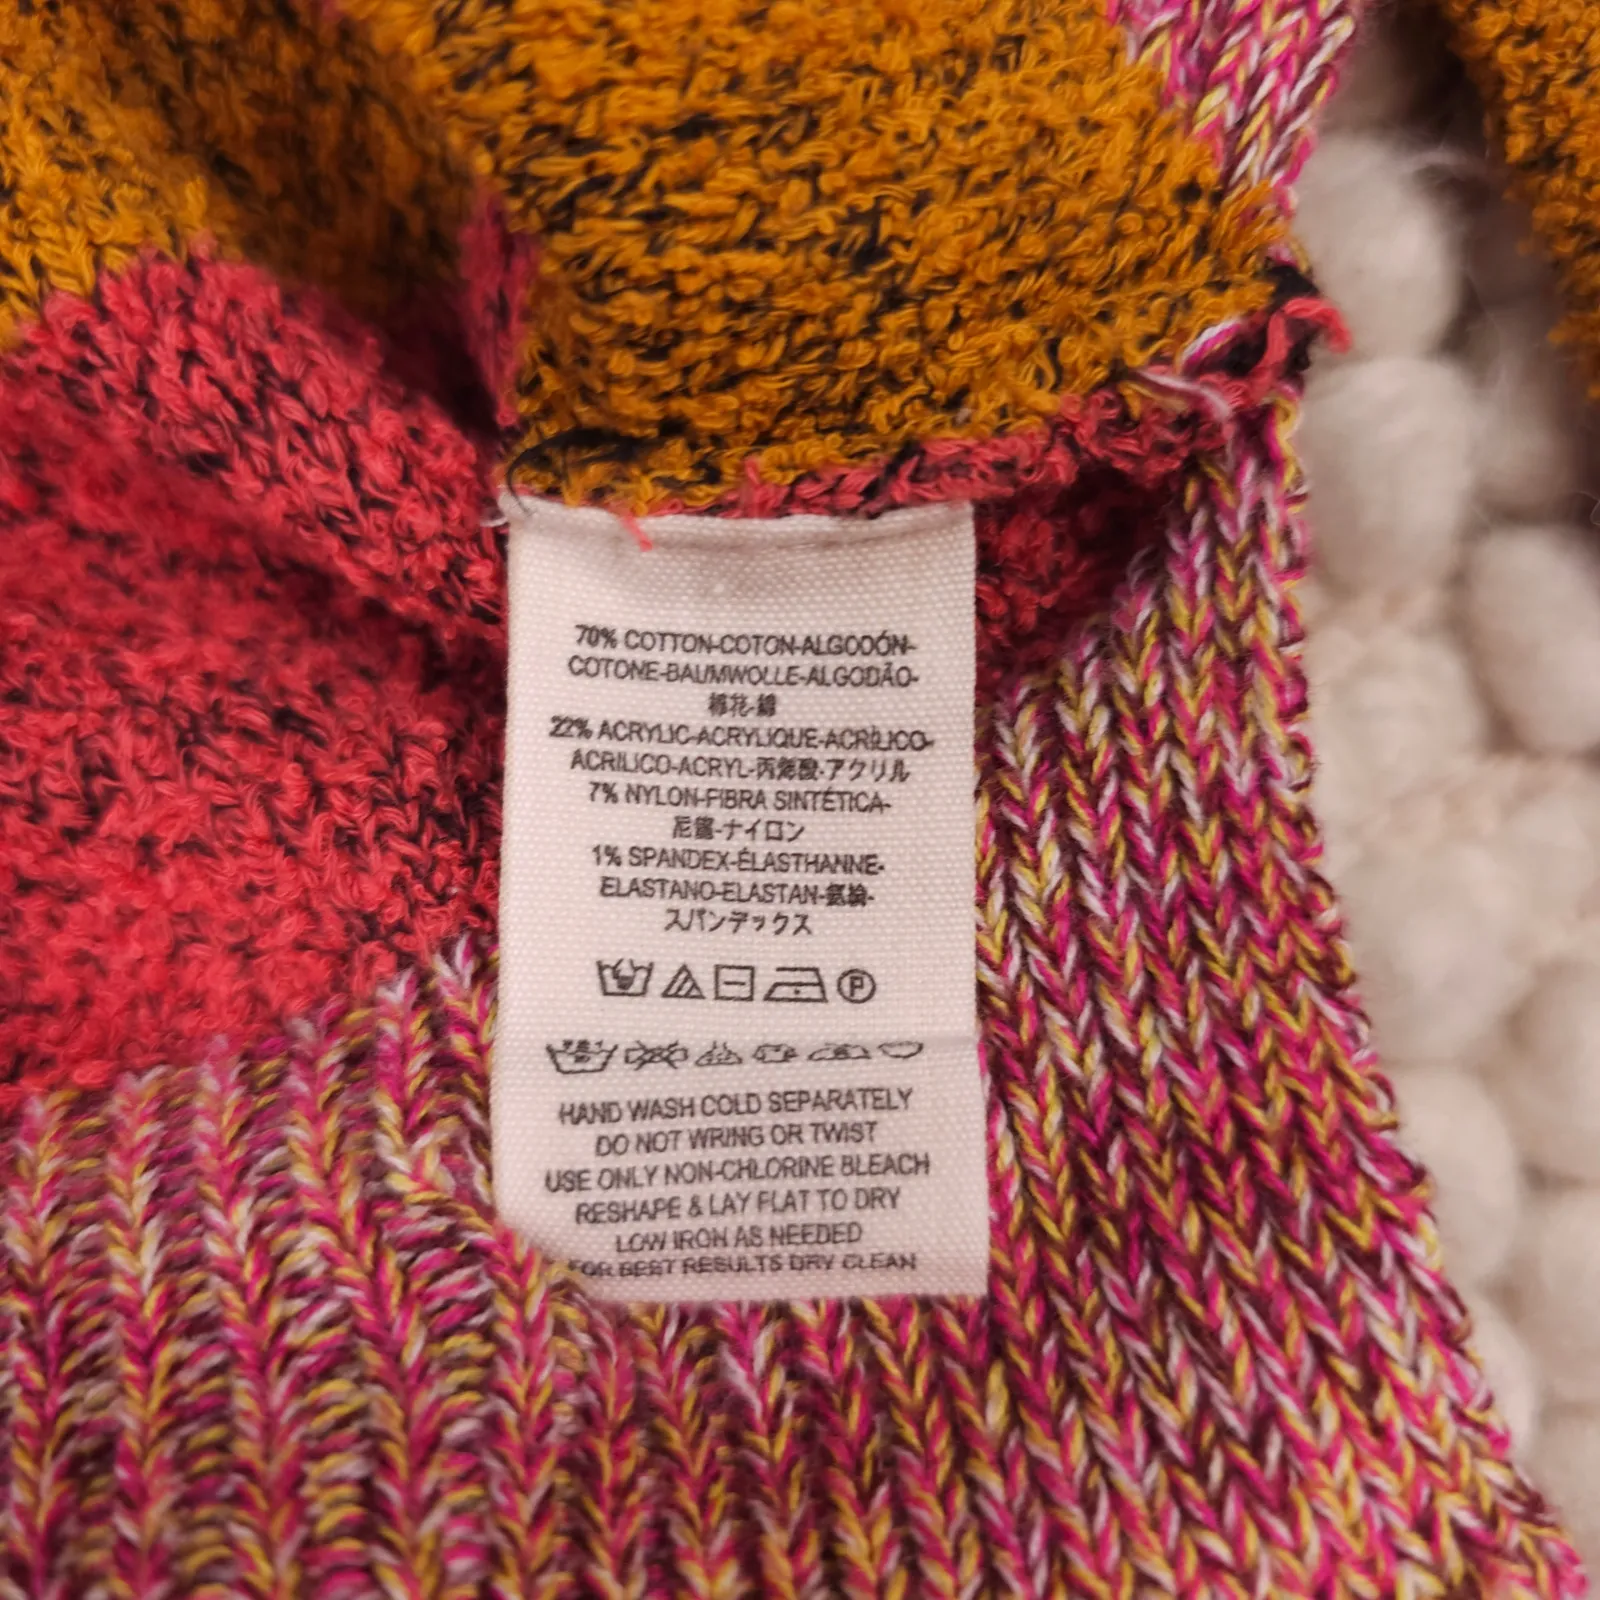 70% COTTON-COTON-ALGODÓN-
COTONE-BAUMWOLLE-ALGODÃO-
棉花-綿
22% ACRYLIC-ACRYLIQUE-ACRÍLICO-
ACRILICO-ACRYL-丙烯酸-アクリル
7% NYLON-FIBRA SINTÉTICA-
尼龍-ナイロン
1% SPANDEX-ÉLASTHANNE-
ELASTANO-ELASTAN-氨綸-
スパンデックス
P
HAND WASH COLD SEPARATELY
DO NOT WRING OR TWIST
USE ONLY NON-CHLORINE BLEACH
RESHAPE & LAY FLAT TO DRY
LOW IRON AS NEEDED
FOR BEST RESULTS DRY CLEAN